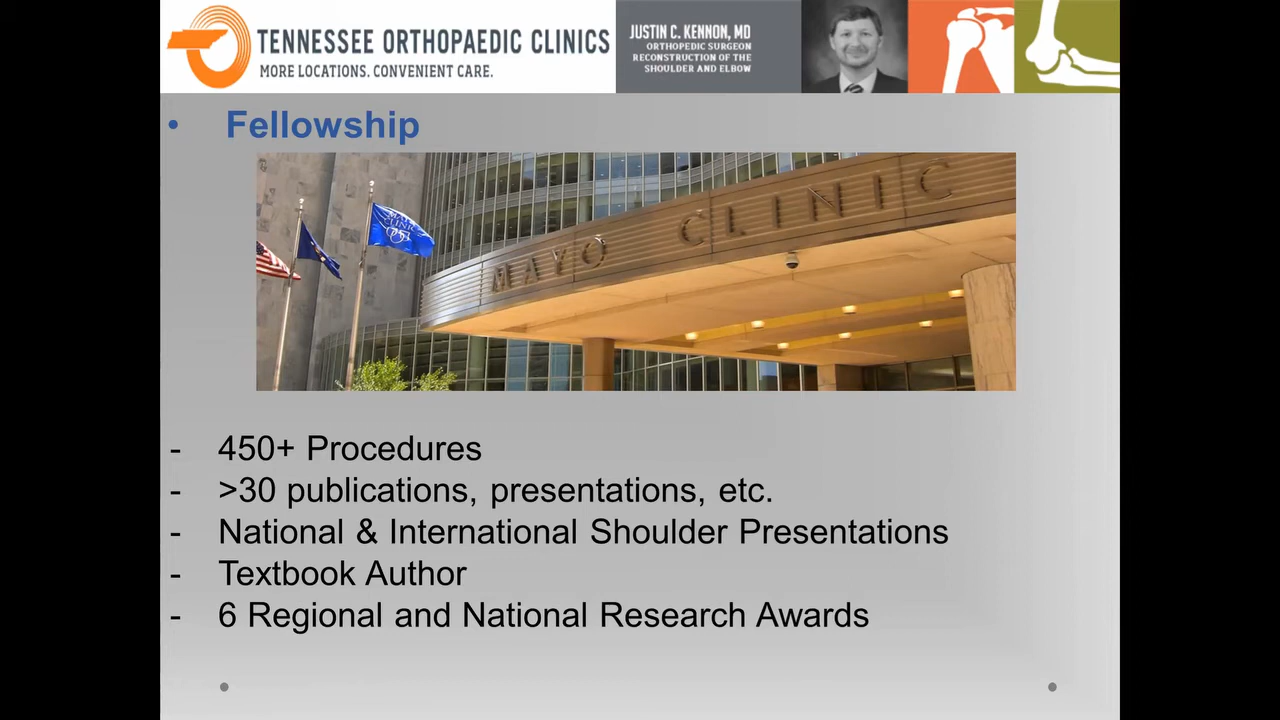 TENNESSEE ORTHOPAEDIC CLINICS
MORE LOCATIONS. CONVENIENT CARE.
JUSTIN C. KENNON, MD
ORTHOPEDIC SURGEON
RECONSTRUCTION OF THE
SHOULDER AND ELBOW
• Fellowship
MAYO CLINIC
MAYO
CLINIC
- 450+ Procedures
- >30 publications, presentations, etc.
- National & International Shoulder Presentations
- Textbook Author
- 6 Regional and National Research Awards